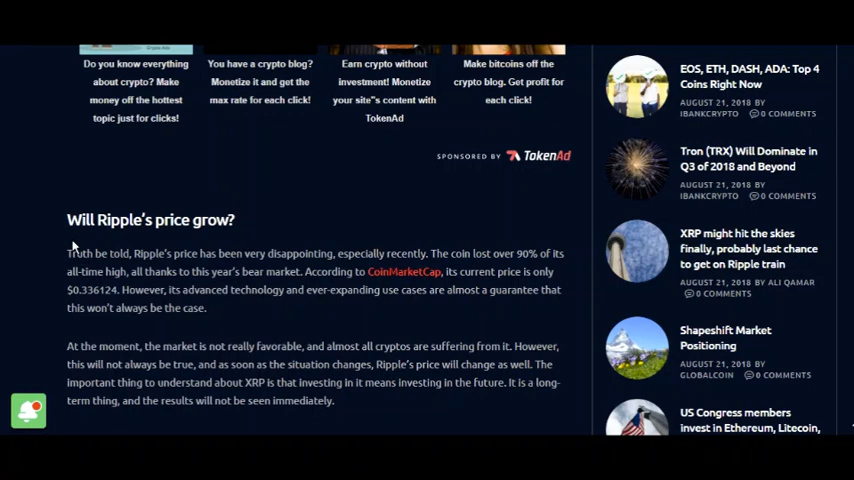 Crypto Ads
Do you know everything
about crypto? Make
money off the hottest
topic just for clicks!
You have a crypto blog?
Monetize it and get the
max rate for each click!
Earn crypto without
investment! Monetize
your site"s content with
TokenAd
Make bitcoins off the
crypto blog. Get profit for
each click!
SPONSORED BY TokenAd
Will Ripple's price grow?
Truth be told, Ripple's price has been very disappointing, especially recently. The coin lost over 90% of its
all-time high, all thanks to this year's bear market. According to CoinMarketCap, its current price is only
$0.336124. However, its advanced technology and ever-expanding use cases are almost a guarantee that
this won't always be the case.
At the moment, the market is not really favorable, and almost all cryptos are suffering from it. However,
this will not always be true, and as soon as the situation changes, Ripple's price will change as well. The
important thing to understand about XRP is that investing in it means investing in the future. It is a long-
term thing, and the results will not be seen immediately.
EOS, ETH, DASH, ADA: Top 4
Coins Right Now
AUGUST 21, 2018 BY
IBANKCRYPTO 0 COMMENTS
Tron (TRX) Will Dominate in
Q3 of 2018 and Beyond
AUGUST 21, 2018 BY
IBANKCRYPTO 0 COMMENTS
XRP might hit the skies
finally, probably last chance
to get on Ripple train
AUGUST 21, 2018 BY ALI QAMAR
0 COMMENTS
Shapeshift Market
Positioning
AUGUST 21, 2018 BY
GLOBALCOIN 0 COMMENTS
US Congress members
invest in Ethereum, Litecoin,